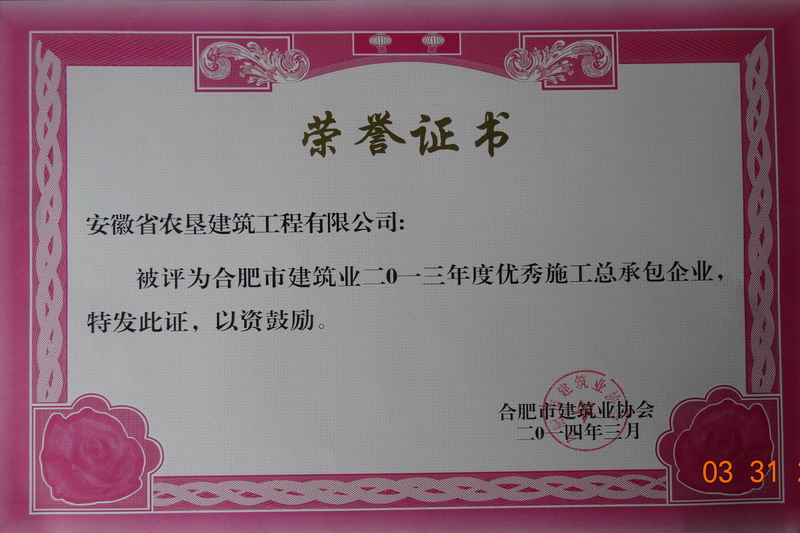 荣誉证书
安徽省农垦建筑工程有限公司：
被评为合肥市建筑业二0一三年度优秀施工总承包企业，
特发此证，以资鼓励。
合肥市建筑业协会
二0一四年三月
03 31